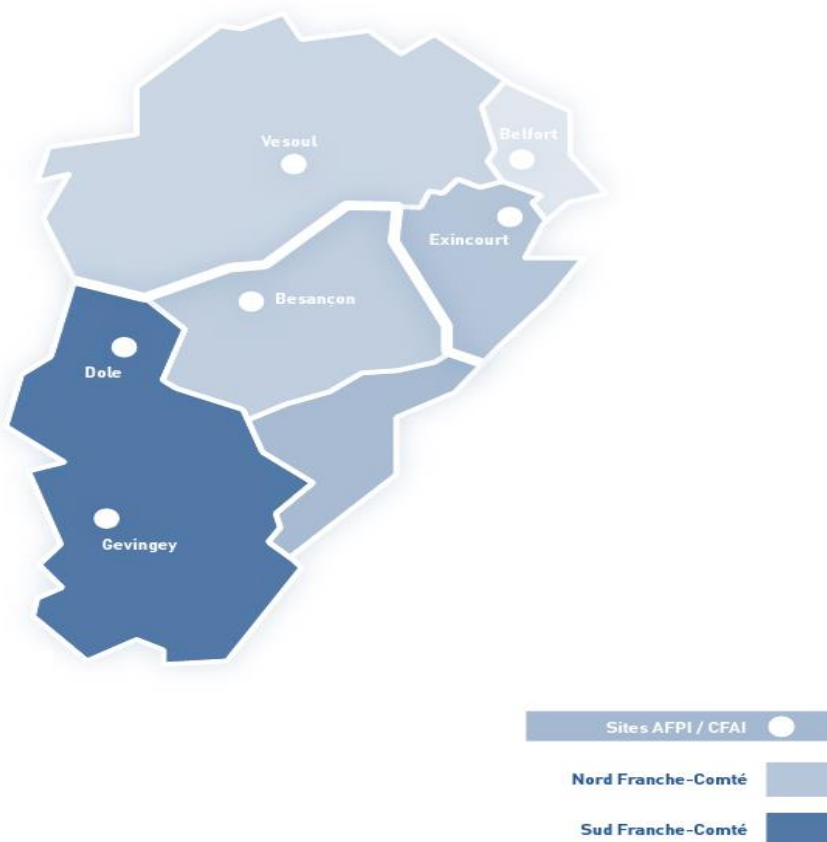 Vesoul
Belfort
Exincourt
Besançon
Dole
Gevingey
Sites AFPI / CFAI
Nord Franche-Comté
Sud Franche-Comté